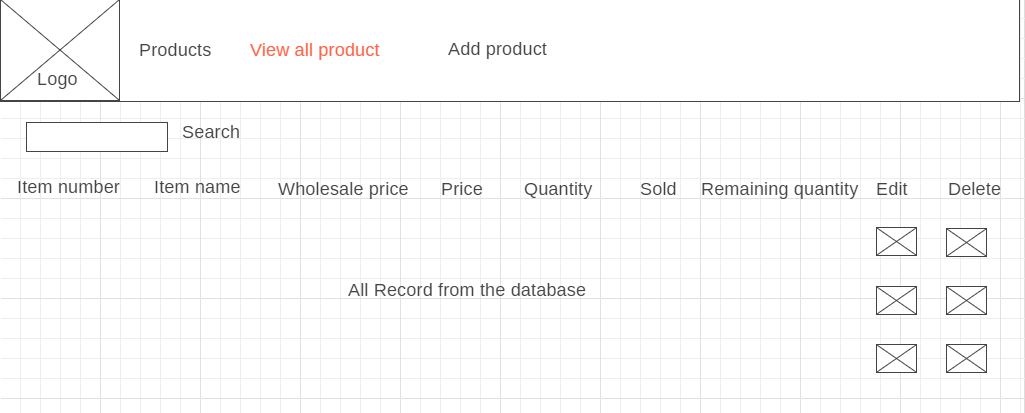 Logo
Products View all product Add product
Search
Item number Item name Wholesale price Price Quantity Sold Remaining quantity Edit Delete
All Record from the database